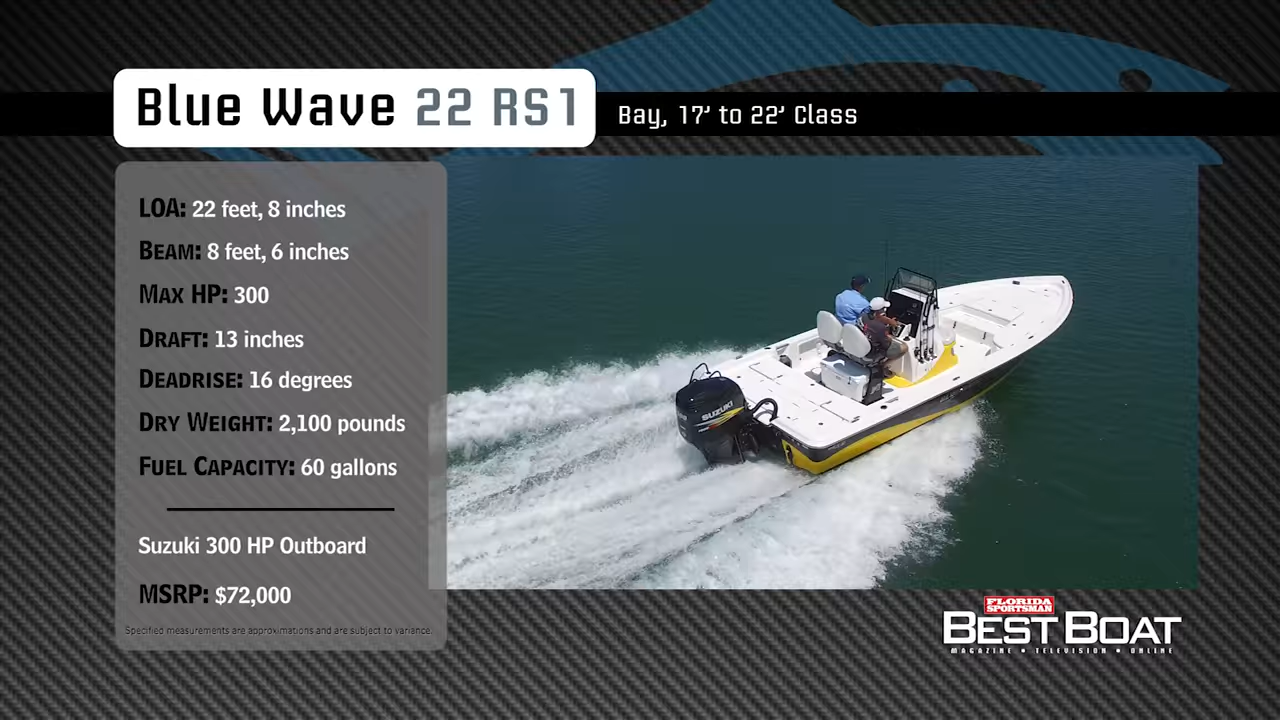 Blue Wave 22 RS1
Bay, 17' to 22' Class
LOA: 22 feet, 8 inches
BEAM: 8 feet, 6 inches
MAX HP: 300
DRAFT: 13 inches
DEADRISE: 16 degrees
DRY WEIGHT: 2,100 pounds
FUEL CAPACITY: 60 gallons
Suzuki 300 HP Outboard
MSRP: $72,000
Specified measurements are approximations and are subject to variance.
SUZUKI
FLORIDA
SPORTSMAN
BEST BOAT
MAGAZINE • TELEVISION • ONLINE